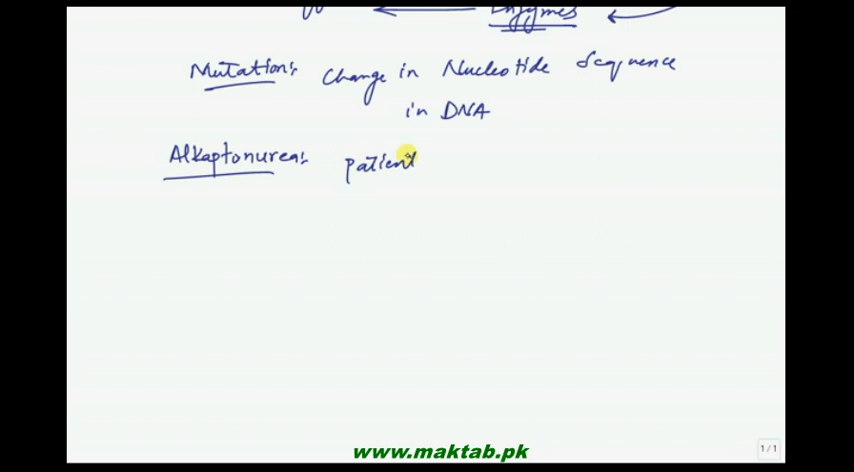 Enzymes
Mutation: Change in Nucleotide Sequence
in DNA
Alkaptonurea: patient
1/1
www.maktab.pk